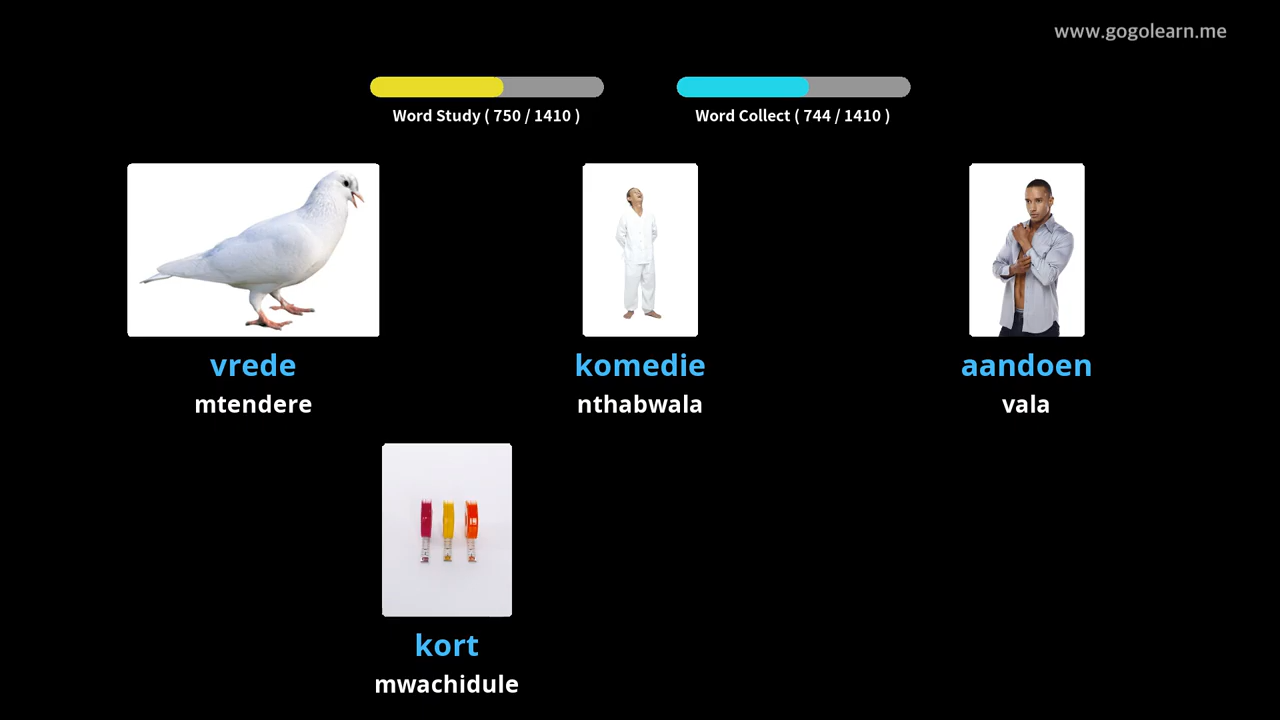 www.gogolearn.me
Word Study ( 750 / 1410 )
Word Collect ( 744 / 1410 )
vrede
mtendere
komedie
nthabwala
aandoen
vala
kort
mwachidule